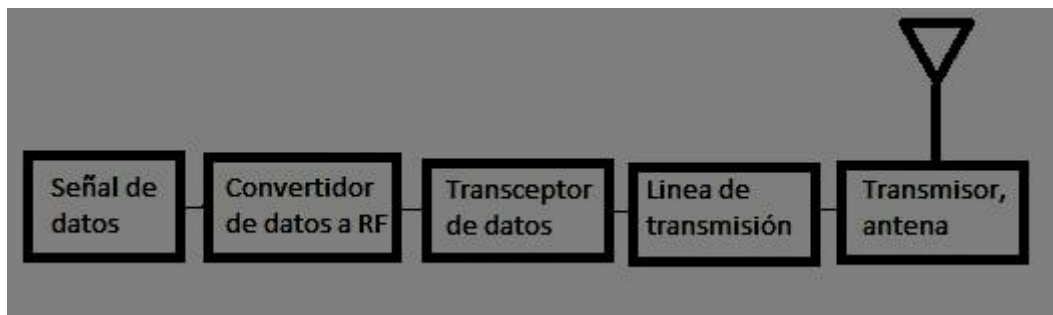 Señal de
datos
Convertidor
de datos a RF
Transceptor
de datos
Linea de
transmisión
Transmisor,
antena